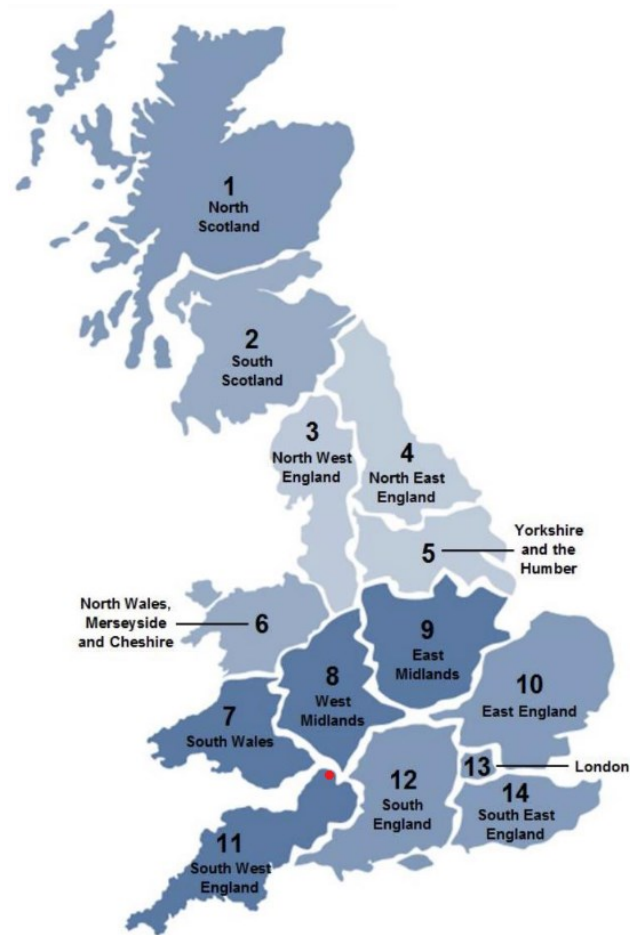 1
North
Scotland
2
South
Scotland
3
North West
England
4
North East
England
5
Yorkshire
and the
Humber
North Wales,
Merseyside
and Cheshire
6
9
East
Midlands
8
West
Midlands
10
East England
7
South Wales
13
London
12
South
England
14
South East
England
11
South West
England